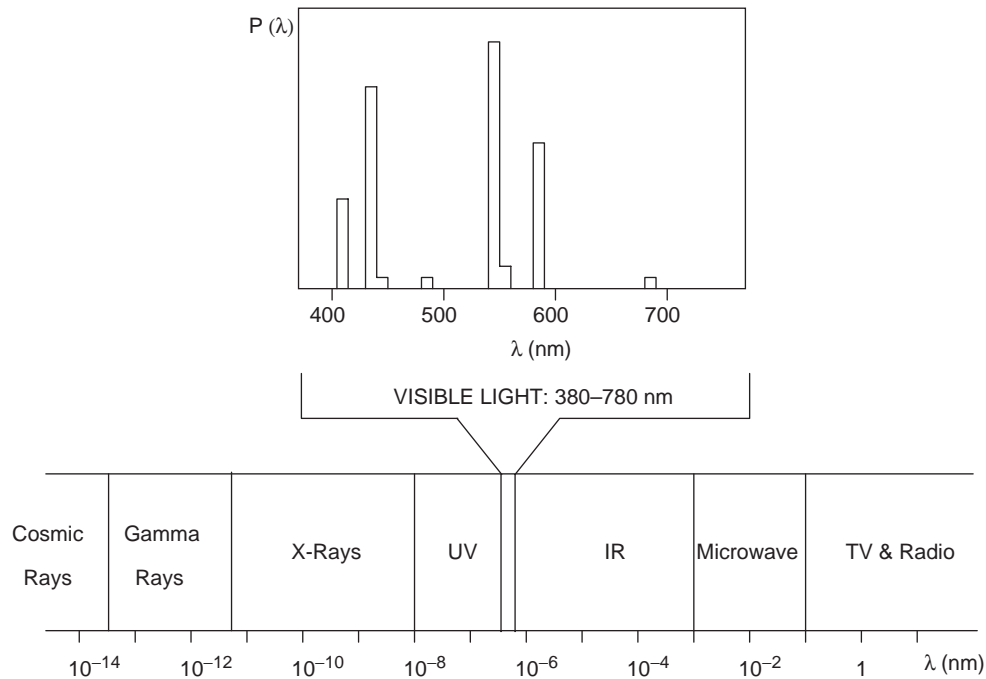 P (λ)
400 500 600 700
λ (nm)
VISIBLE LIGHT: 380–780 nm
Cosmic Rays
Gamma Rays
X-Rays
UV
IR
Microwave
TV & Radio
10⁻¹⁴ 10⁻¹² 10⁻¹⁰ 10⁻⁸ 10⁻⁶ 10⁻⁴ 10⁻² 1 λ (nm)